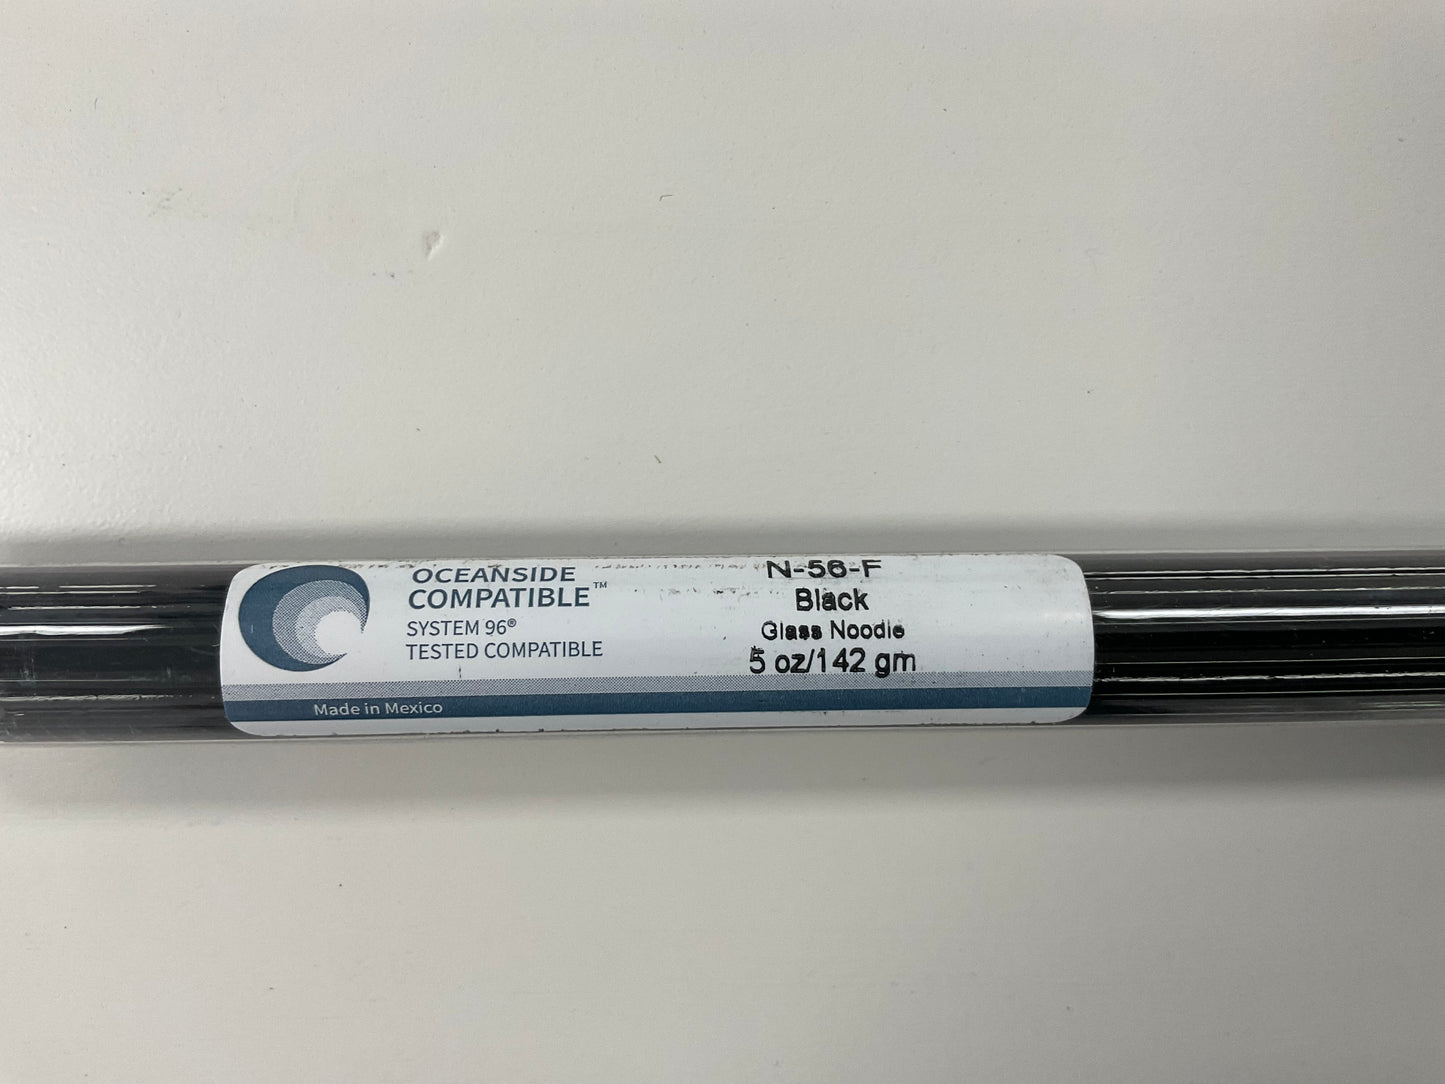 OCEANSIDE
COMPATIBLE™
SYSTEM 96®
TESTED COMPATIBLE
Made in Mexico
N-56-F
Black
Glass Noodle
5 oz/142 gm